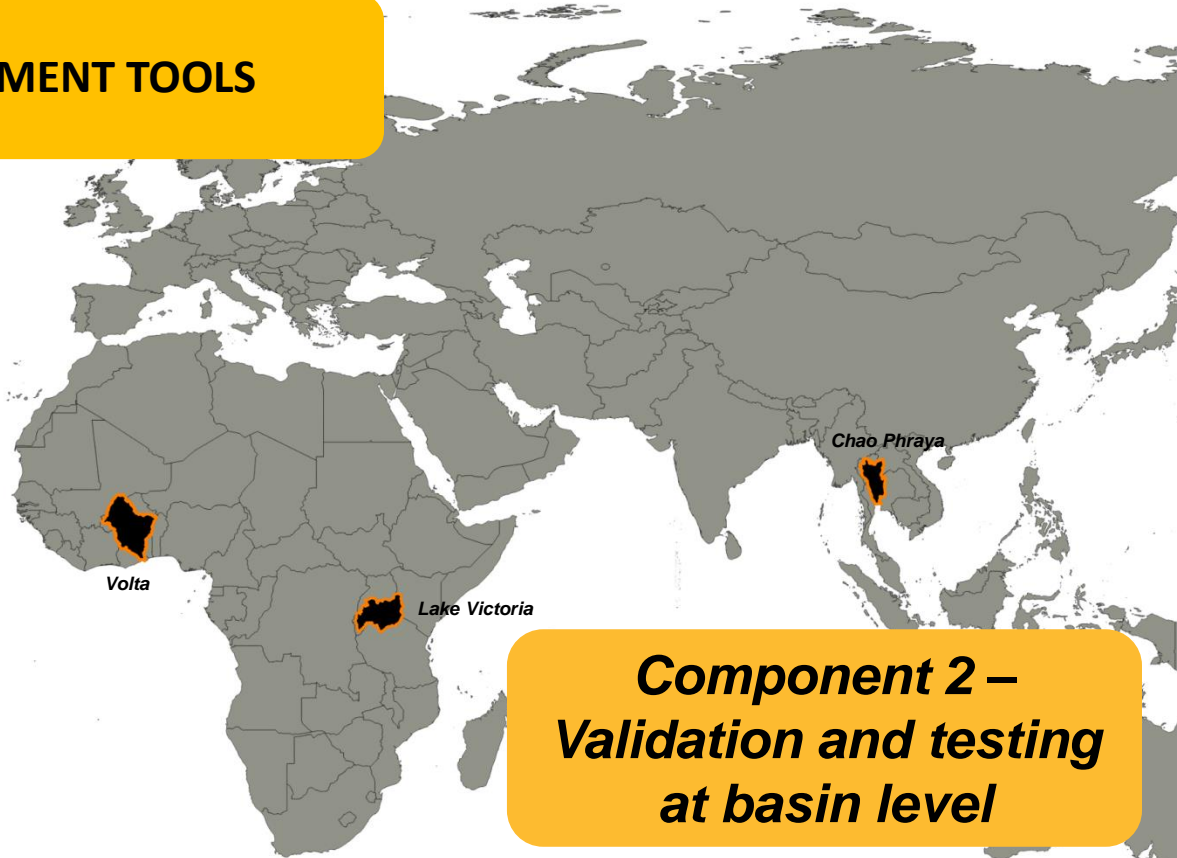 MENT TOOLS
Chao Phraya
Volta
Lake Victoria
Component 2 –
Validation and testing
at basin level